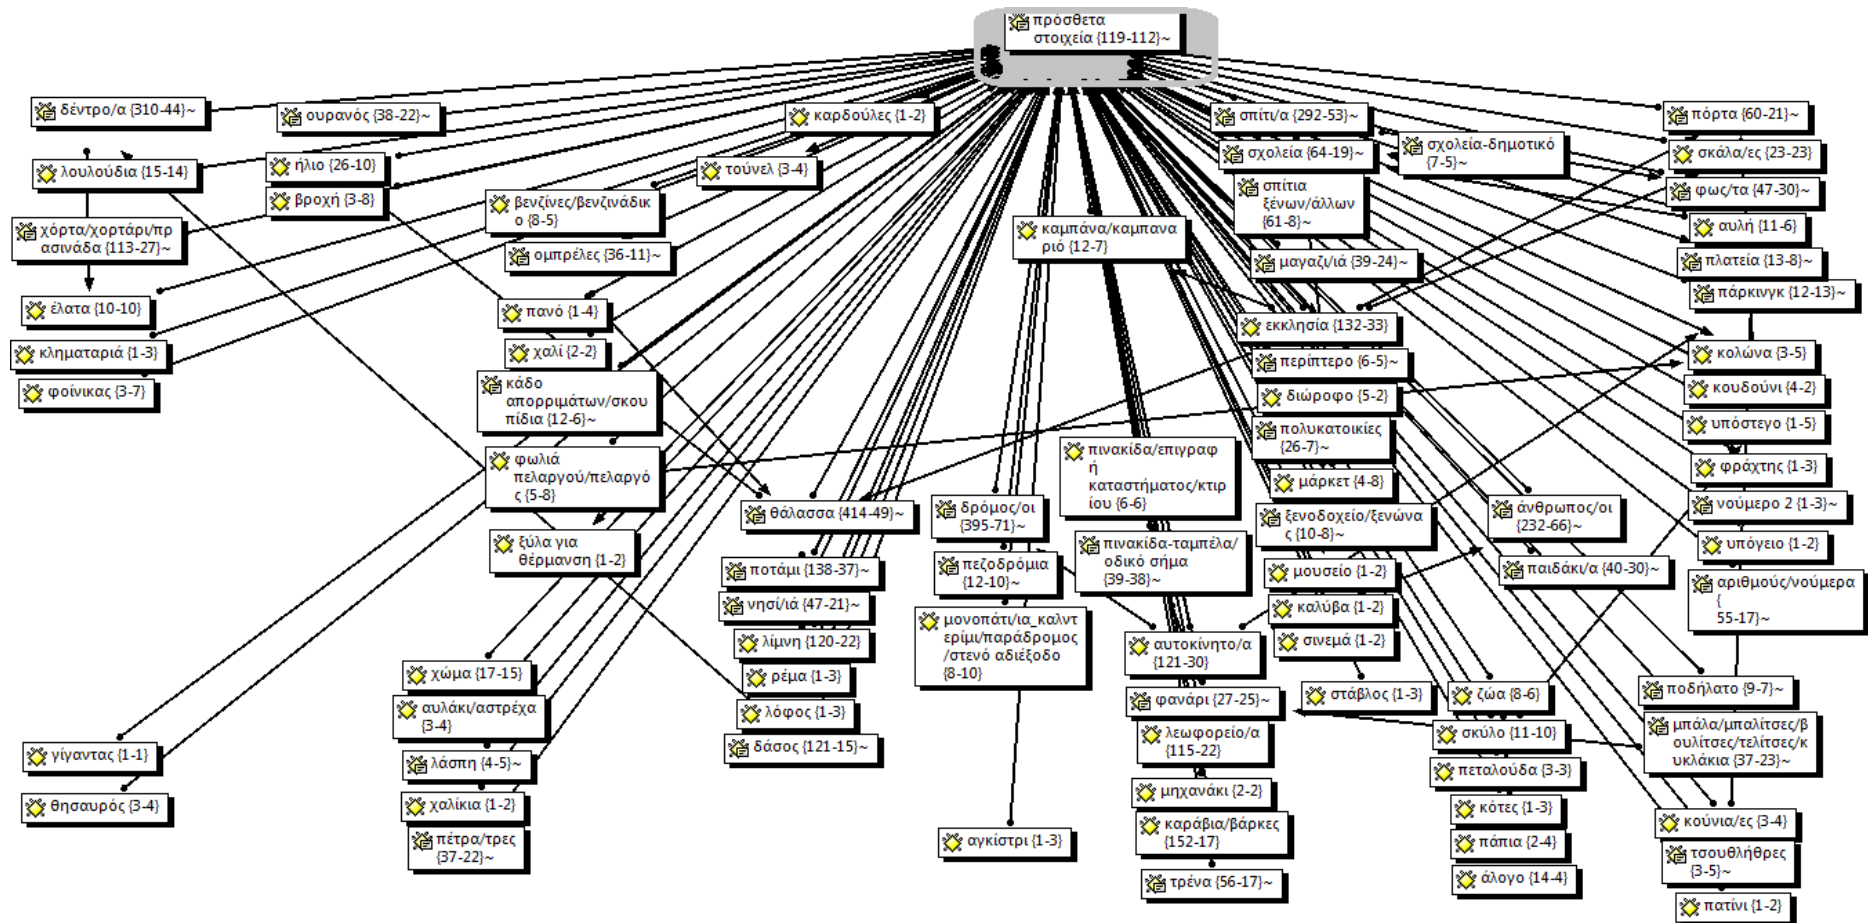 πρόσθετα
στοιχεία {119-112}~
δέντρο/α {310-44}~
λουλούδια {15-14}
χόρτα/χορτάρι/πρ
ασινάδα {113-27}~
έλατα {10-10}
κληματαριά {1-3}
φοίνικας {3-7}
γίγαντας {1-1}
θησαυρός {3-4}
ουρανός {38-22}~
ήλιο {26-10}
βροχή {3-8}
βενζίνες/βενζινάδικ
ο {8-5}
ομπρέλες {36-11}~
πανό {1-4}
χαλί {2-2}
κάδο
απορριμάτων/σκου
πίδια {12-6}~
φωλιά
πελαργού/πελαργό
ς {5-8}
ξύλα για
θέρμανση {1-2}
χώμα {17-15}
αυλάκι/αστρέχα
{3-4}
λάσπη {4-5}~
χαλίκια {1-2}
πέτρα/τρες
{37-22}~
καρδούλες {1-2}
τούνελ {3-4}
θάλασσα {414-49}~
ποτάμι {138-37}~
νησί/ιά {47-21}~
λίμνη {120-22}
ρέμα {1-3}
λόφος {1-3}
δάσος {121-15}~
καμπάνα/καμπανα
ριό {12-7}
δρόμος/οι
{395-71}~
πεζοδρόμια
{12-10}~
μονοπάτι/ια_καλντ
ερίμι/παράδρομος
/στενό αδιέξοδο
{8-10}
αγκίστρι {1-3}
πινακίδα/επιγραφ
ή
καταστήματος/κτιρ
ίου {6-6}
πινακίδα-ταμπέλα/
οδικό σήμα
{39-38}~
αυτοκίνητο/α
{121-30}
φανάρι {27-25}~
λεωφορείο/α
{115-22}
μηχανάκι {2-2}
καράβια/βάρκες
{152-17}
τρένα {56-17}~
σπίτι/α {292-53}~
σχολεία {64-19}~
σχολεία-δημοτικό
{7-5}~
σπίτια
ξένων/άλλων
{61-8}~
μαγαζι/ιά {39-24}~
εκκλησία {132-33}
περίπτερο {6-5}~
διώροφο {5-2}
πολυκατοικίες
{26-7}~
μάρκετ {4-8}
ξενοδοχείο/ξενώνα
ς {10-8}~
μουσείο {1-2}
καλύβα {1-2}
σινεμά {1-2}
στάβλος {1-3}
άνθρωπος/οι
{232-66}~
παιδάκι/α {40-30}~
ζώα {8-6}
σκύλο {11-10}
πεταλούδα {3-3}
κότες {1-3}
πάπια {2-4}
άλογο {14-4}
πόρτα {60-21}~
σκάλα/ες {23-23}
φως/τα {47-30}~
αυλή {11-6}
πλατεία {13-8}~
πάρκινγκ {12-13}~
κολώνα {3-5}
κουδούνι {4-2}
υπόστεγο {1-5}
φράχτης {1-3}
νούμερο 2 {1-3}~
υπόγειο {1-2}
αριθμούς/νούμερα
{
55-17}~
ποδήλατο {9-7}~
μπάλα/μπαλίτσες/β
ουλίτσες/τελίτσες/κ
υκλάκια {37-23}~
κούνια/ες {3-4}
τσουθλήθρες
{3-5}~
πατίνι {1-2}